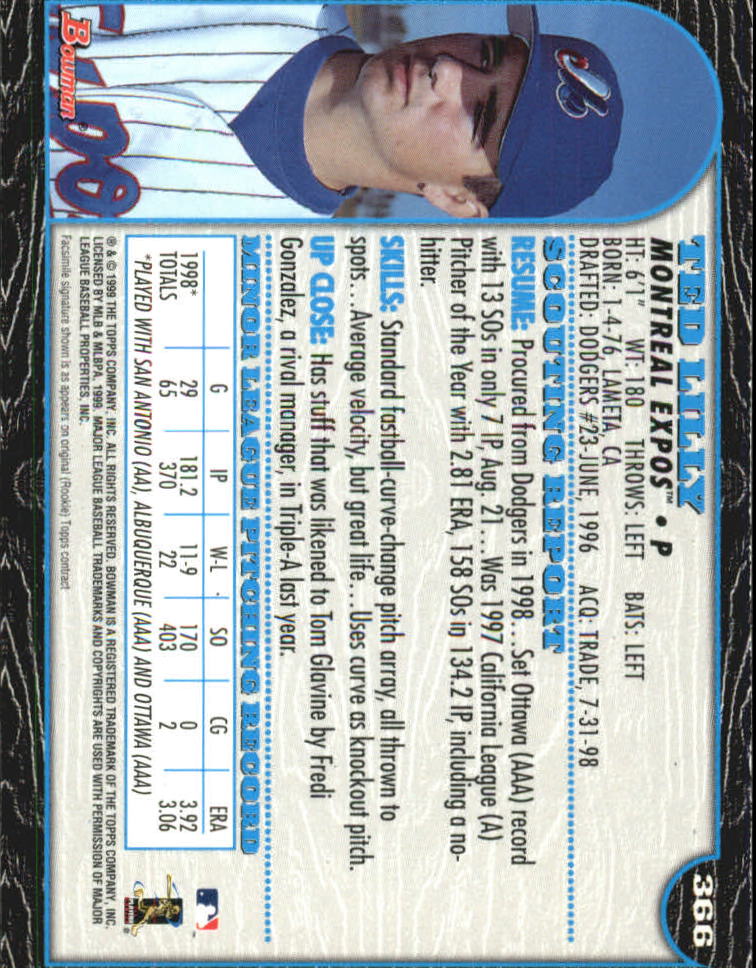 366
TED LILLY
MONTREAL EXPOS™ • P
HT: 6'1" WT: 180 THROWS: LEFT BATS: LEFT
BORN: 1-4-76, LAMETA, CA
DRAFTED: DODGERS #23-JUNE, 1996 ACQ: TRADE, 7-31-98
SCOUTING REPORT
RESUME: Procured from Dodgers in 1998...Set Ottawa (AAA) record
with 13 SOs in only 7 IP, Aug. 21...Was 1997 California League (A)
Pitcher of the Year with 2.81 ERA, 158 SOs in 134.2 IP, including a no-
hitter.
SKILLS: Standard fastball-curve-change pitch array, all thrown to
spots...Average velocity, but great life...Uses curve as knockout pitch.
UP CLOSE: Has stuff that was likened to Tom Glavine by Fredi
Gonzalez, a rival manager, in Triple-A last year.
MINOR LEAGUE PITCHING RECORD
G IP W-L SO CG ERA
1998* 29 181.2 11-9 170 0 3.92
TOTALS 65 370 22 403 2 3.06
*PLAYED WITH SAN ANTONIO (AA), ALBUQUERQUE (AAA) AND OTTAWA (AAA)
® & © 1999 THE TOPPS COMPANY, INC. ALL RIGHTS RESERVED. BOWMAN IS A REGISTERED TRADEMARK OF THE TOPPS COMPANY, INC.
LICENSED BY MLB & MLBPA, 1999. MAJOR LEAGUE BASEBALL TRADEMARKS AND COPYRIGHTS ARE USED WITH PERMISSION OF MAJOR
LEAGUE BASEBALL PROPERTIES, INC.
Facsimile signature shown is as appears on original (Rookie) Topps contract
Bowman®